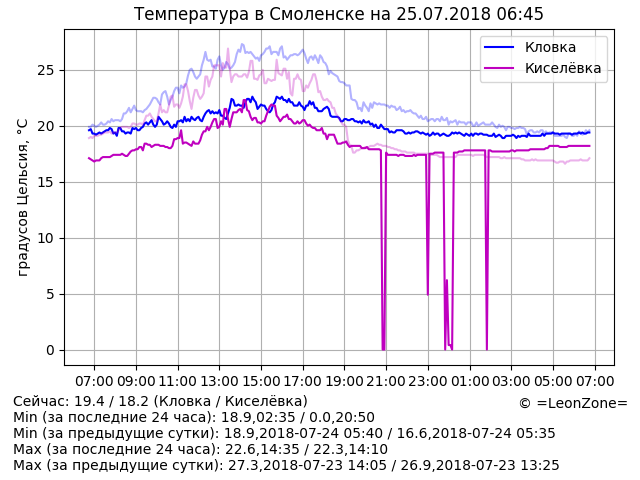 Температура в Смоленске на 25.07.2018 06:45
Кловка
Киселёвка
градусов Цельсия, °C
25
20
15
10
5
0
07:00 09:00 11:00 13:00 15:00 17:00 19:00 21:00 23:00 01:00 03:00 05:00 07:00
Сейчас: 19.4 / 18.2 (Кловка / Киселёвка)
© =LeonZone=
Min (за последние 24 часа): 18.9,02:35 / 0.0,20:50
Min (за предыдущие сутки): 18.9,2018-07-24 05:40 / 16.6,2018-07-24 05:35
Max (за последние 24 часа): 22.6,14:35 / 22.3,14:10
Max (за предыдущие сутки): 27.3,2018-07-23 14:05 / 26.9,2018-07-23 13:25